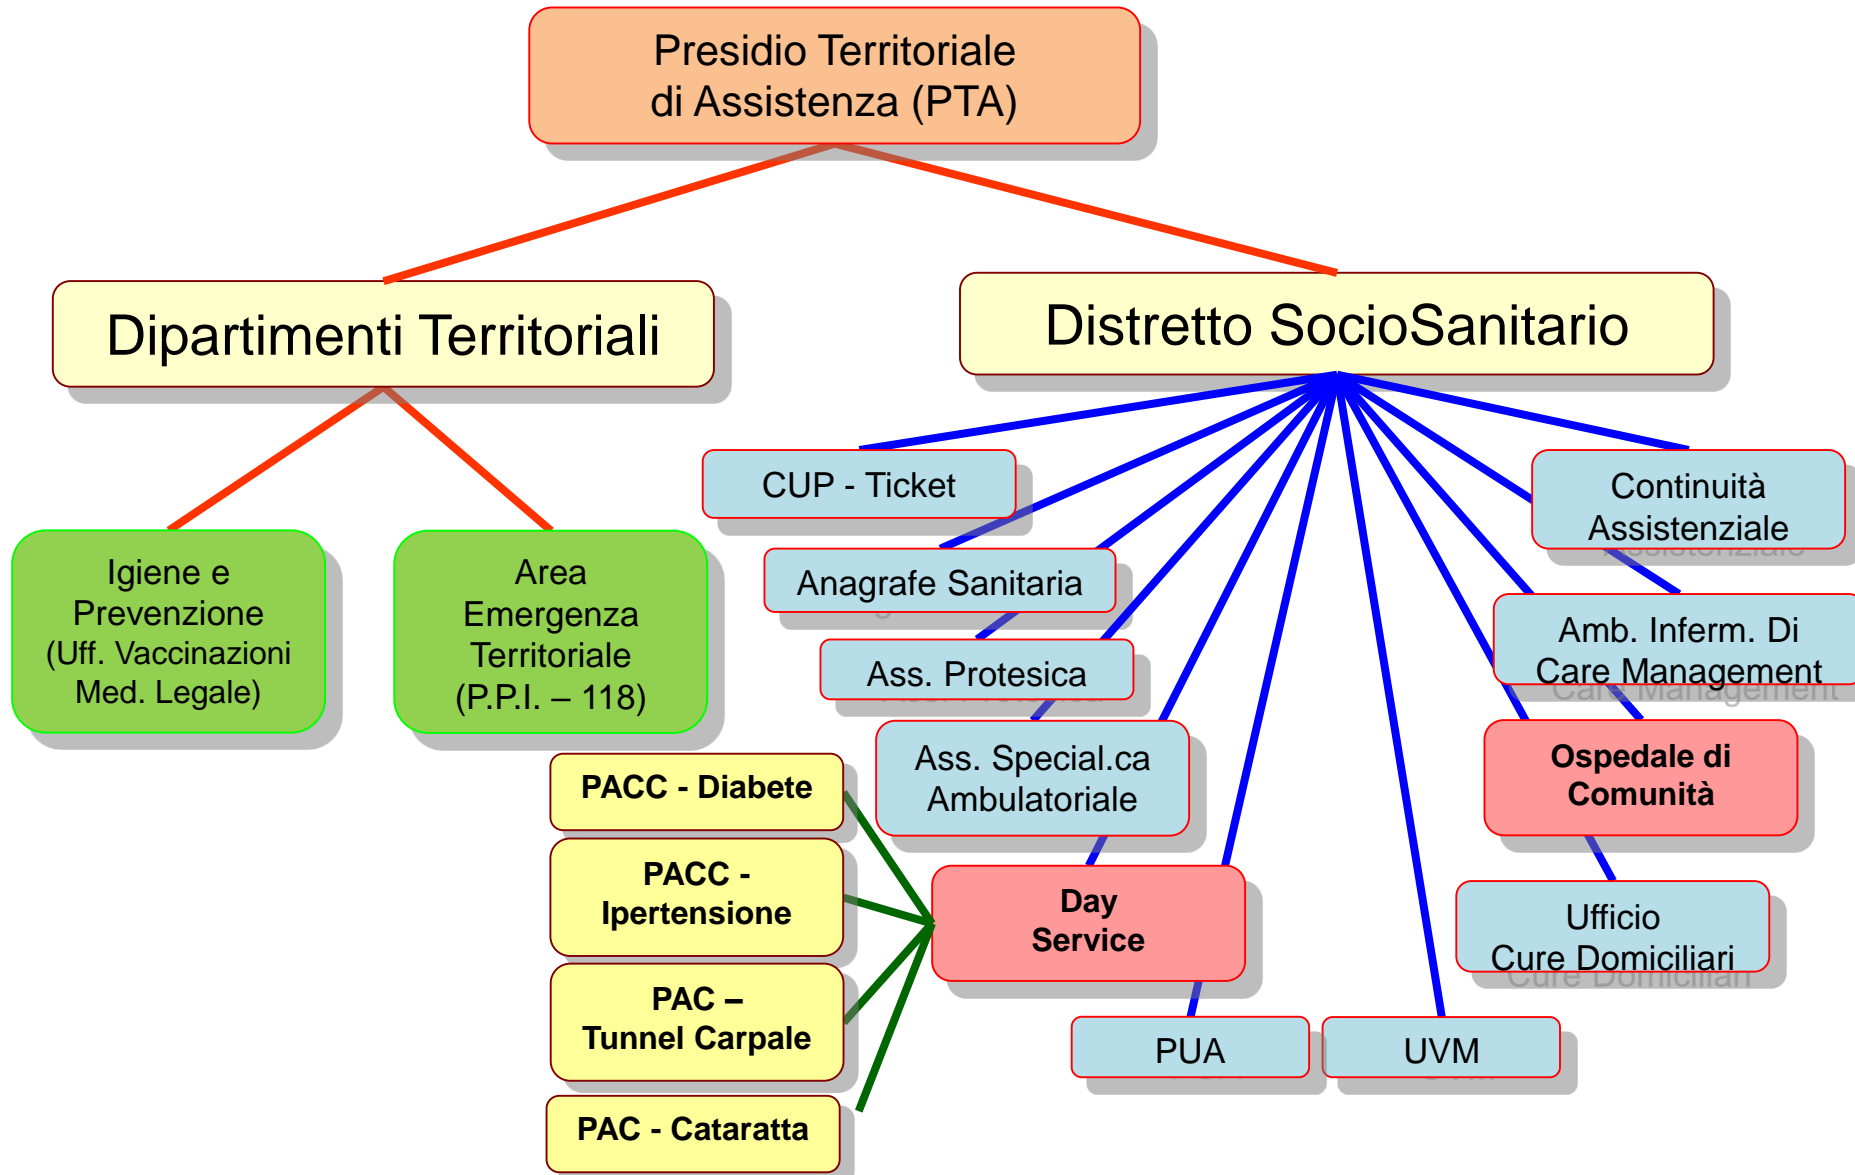 Presidio Territoriale
di Assistenza (PTA)
Dipartimenti Territoriali
Distretto SocioSanitario
CUP - Ticket
Continuità
Assistenziale
Igiene e
Prevenzione
(Uff. Vaccinazioni
Med. Legale)
Area
Emergenza
Territoriale
(P.P.I. – 118)
Anagrafe Sanitaria
Amb. Inferm. Di
Care Management
Ass. Protesica
Ass. Special.ca
Ambulatoriale
Ospedale di
Comunità
PACC - Diabete
PACC -
Ipertensione
Day
Service
Ufficio
Cure Domiciliari
PAC –
Tunnel Carpale
PUA
UVM
PAC - Cataratta